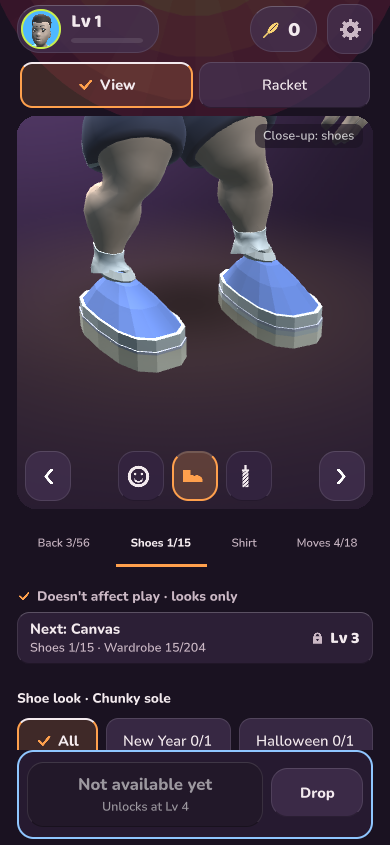 Lv 1
0
View
Racket
Close-up: shoes
Back 3/56
Shoes 1/15
Shirt
Moves 4/18
Doesn't affect play · looks only
Next: Canvas
Shoes 1/15 · Wardrobe 15/204
Lv 3
Shoe look · Chunky sole
All
New Year 0/1
Halloween 0/1
Not available yet
Unlocks at Lv 4
Drop